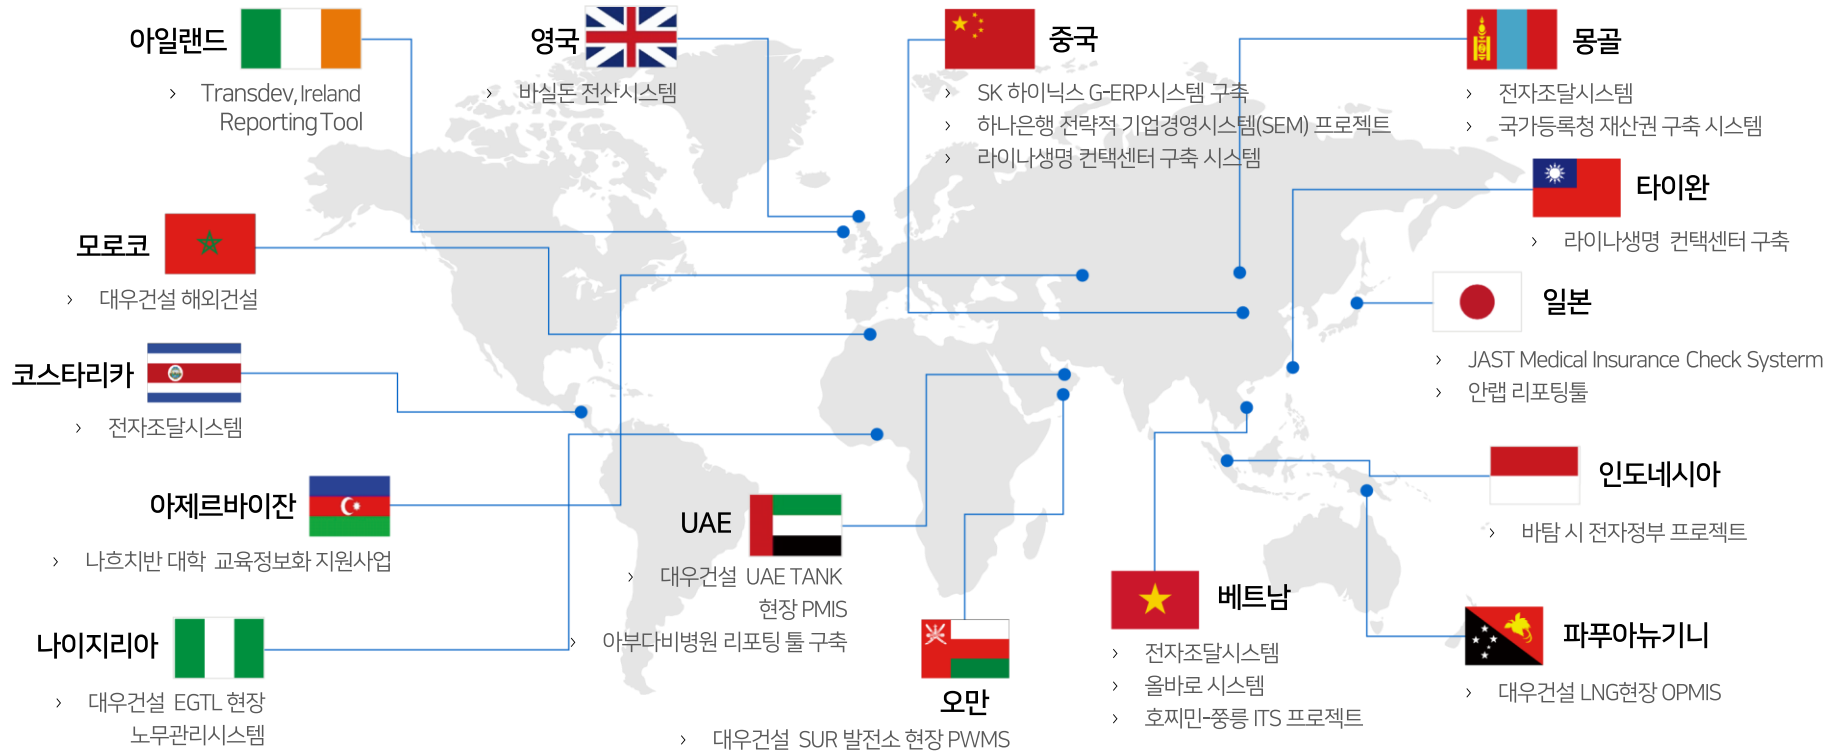 아일랜드
› Transdev, Ireland
Reporting Tool
영국
› 바실돈 전산시스템
중국
› SK 하이닉스 G-ERP시스템 구축
› 하나은행 전략적 기업경영시스템(SEM) 프로젝트
› 라이나생명 컨택센터 구축 시스템
몽골
› 전자조달시스템
› 국가등록청 재산권 구축 시스템
타이완
› 라이나생명 컨택센터 구축
모로코
› 대우건설 해외건설
일본
› JAST Medical Insurance Check Systerm
› 안랩 리포팅툴
코스타리카
› 전자조달시스템
아제르바이잔
› 나흐치반 대학 교육정보화 지원사업
UAE
› 대우건설 UAE TANK
현장 PMIS
› 아부다비병원 리포팅 툴 구축
인도네시아
› 바탐 시 전자정부 프로젝트
나이지리아
› 대우건설 EGTL 현장
노무관리시스템
오만
› 대우건설 SUR 발전소 현장 PWMS
베트남
› 전자조달시스템
› 올바로 시스템
› 호찌민-쭝릉 ITS 프로젝트
파푸아뉴기니
› 대우건설 LNG현장 OPMIS